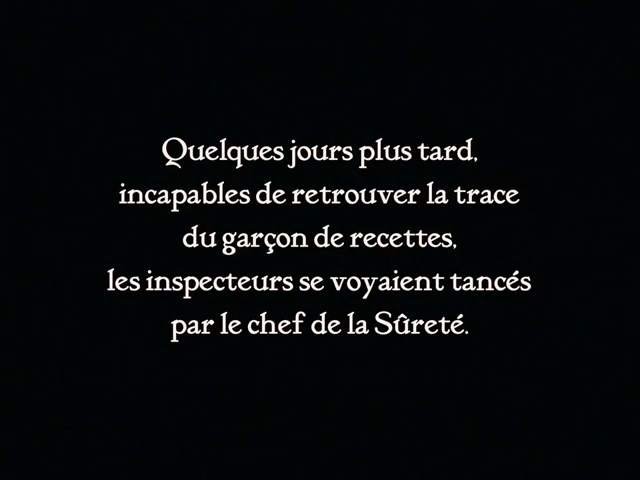 Quelques jours plus tard,
incapables de retrouver la trace
du garçon de recettes,
les inspecteurs se voyaient tancés
par le chef de la Sûreté.